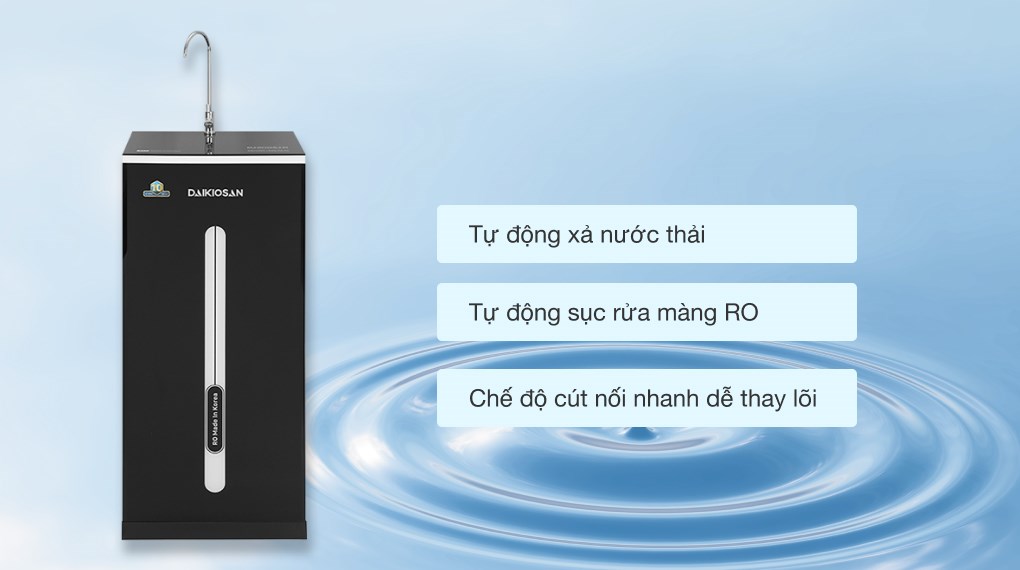 DAIKIOSAN
RO Made In Korea
Tự động xả nước thải
Tự động sục rửa màng RO
Chế độ cút nối nhanh dễ thay lõi